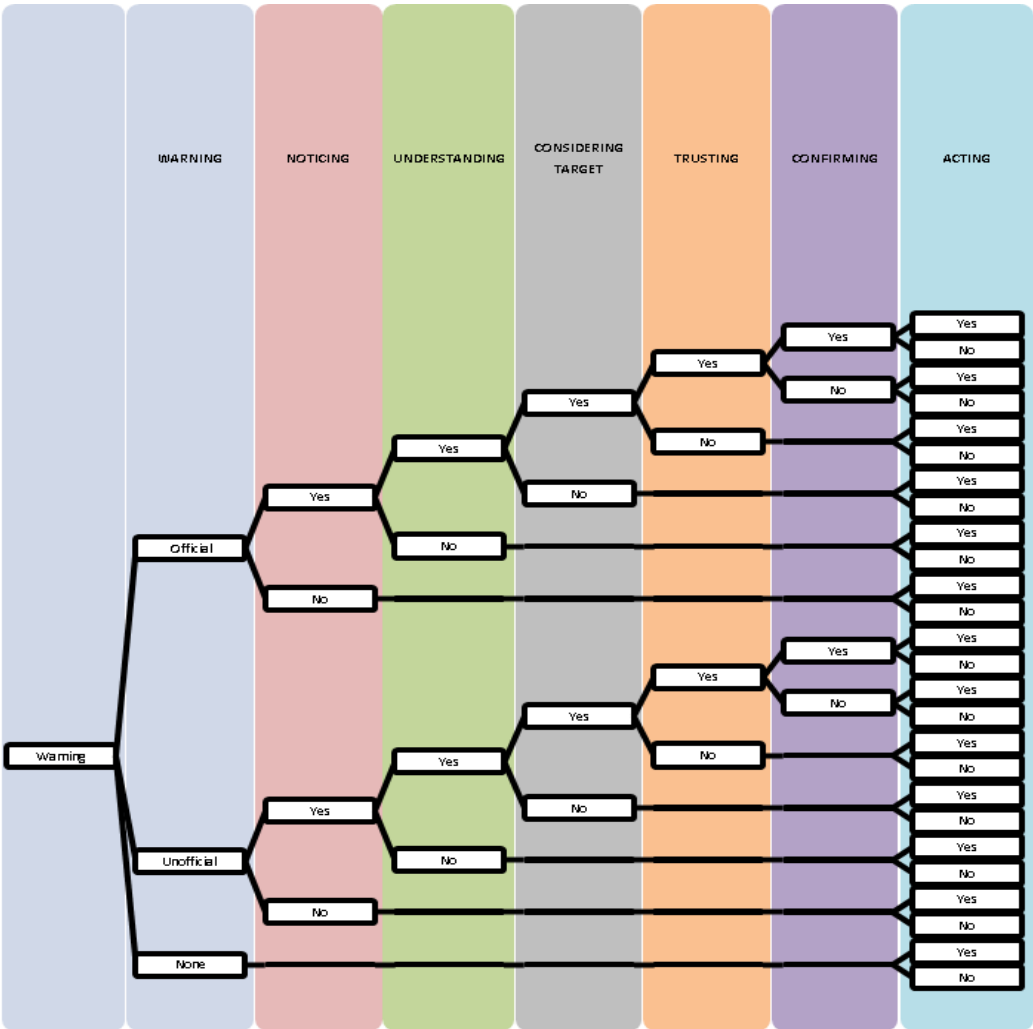 WARNING
NOTICING
UNDERSTANDING
CONSIDERING
TARGET
TRUSTING
CONFIRMING
ACTING
Yes
Yes
No
Yes
Yes
No
No
Yes
Yes
No
Yes
No
Yes
No
Yes
No
Yes
Official
No
Yes
No
Yes
No
No
Yes
Yes
No
Yes
Yes
No
No
Yes
Warning
No
Yes
Yes
No
Yes
Yes
No
No
Yes
Unofficial
No
Yes
No
Yes
No
No
Yes
None
No